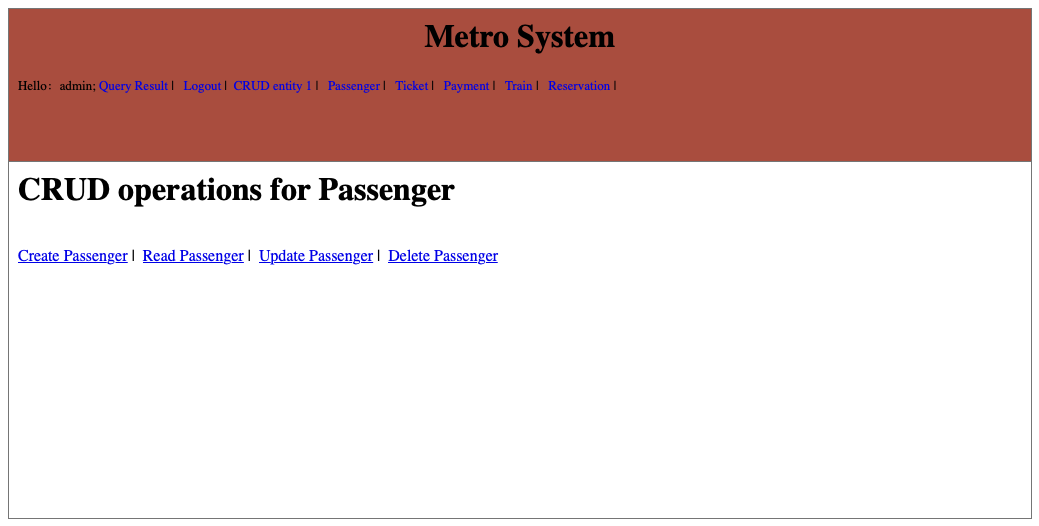 Metro System
Hello： admin; Query Result | Logout | CRUD entity 1 | Passenger | Ticket | Payment | Train | Reservation |
CRUD operations for Passenger
Create Passenger | Read Passenger | Update Passenger | Delete Passenger